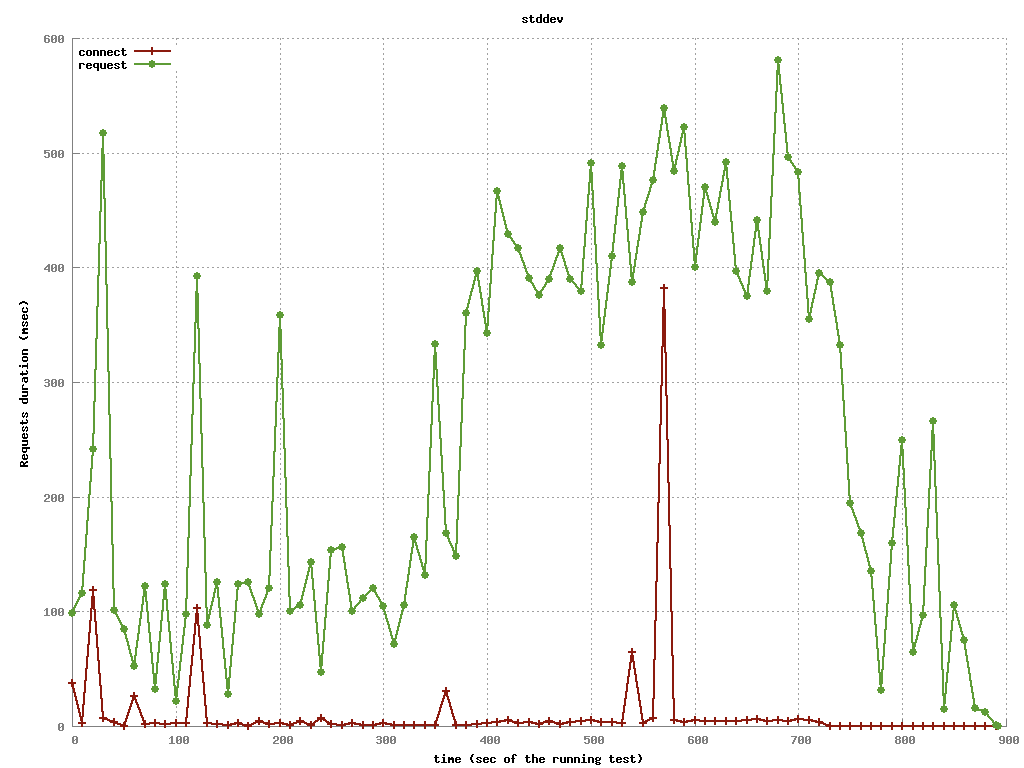 stddev
connect
request
600
500
400
300
200
100
0
Requests duration (msec)
0 100 200 300 400 500 600 700 800 900
time (sec of the running test)